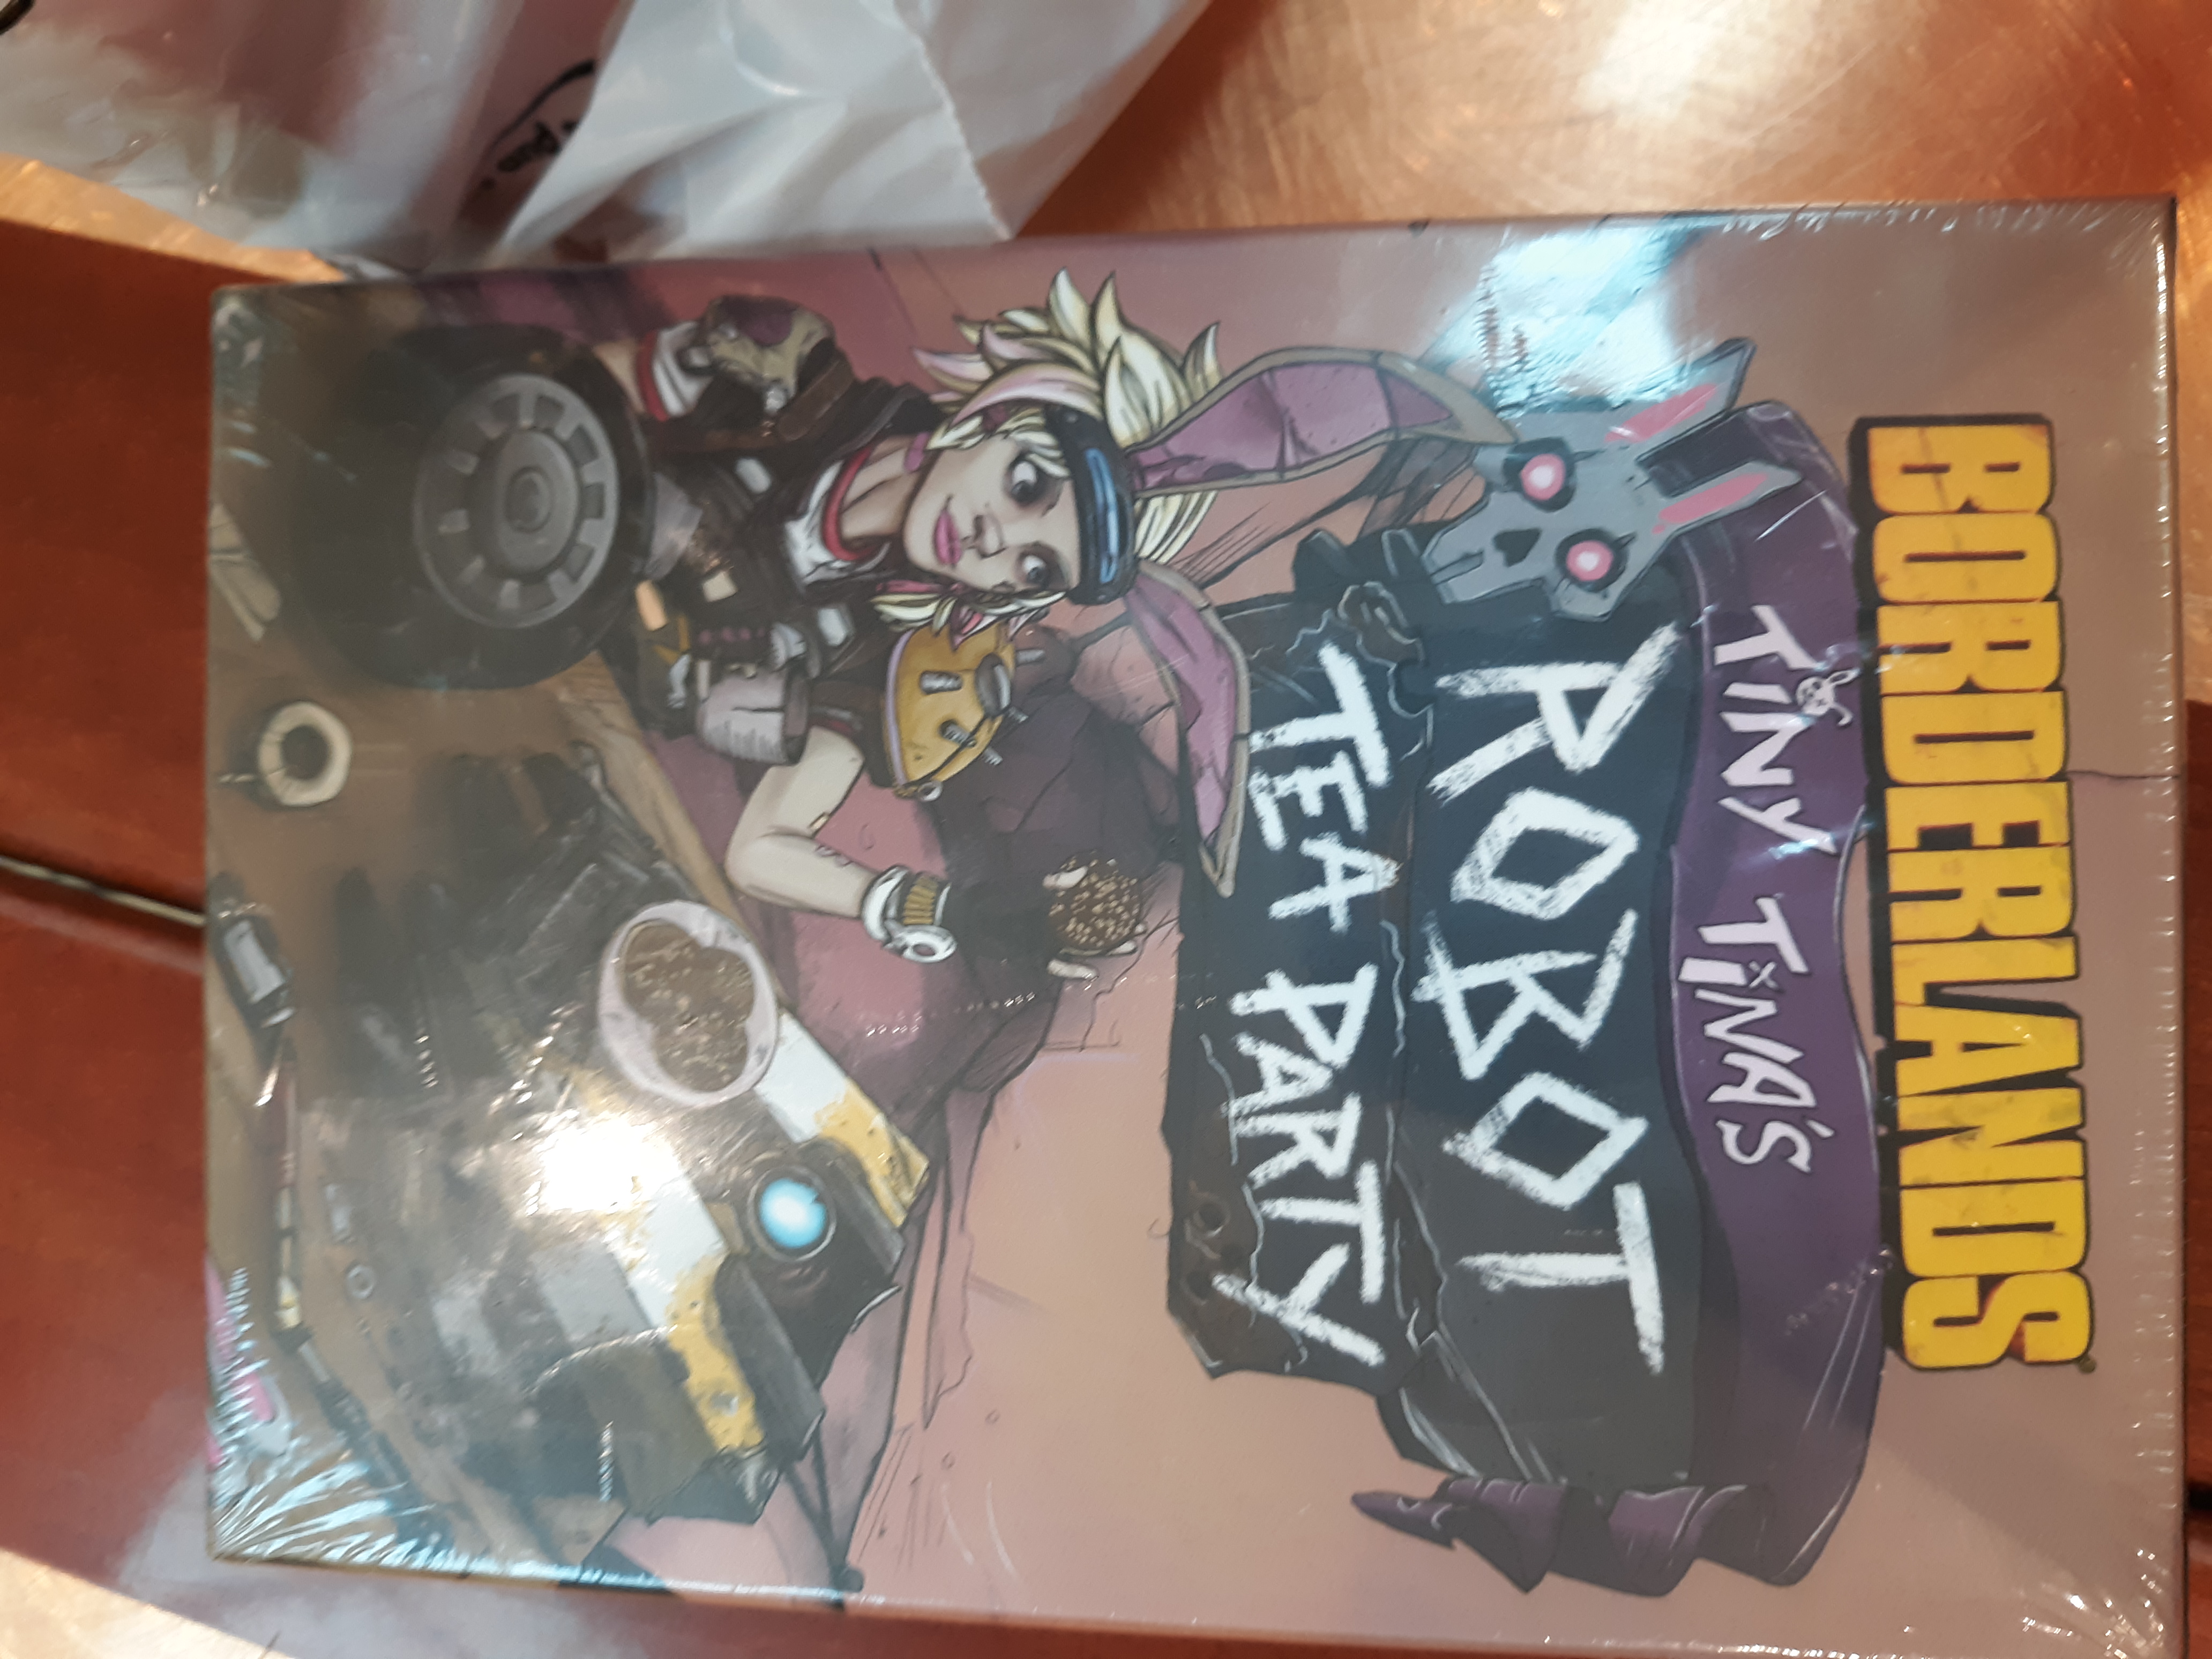 BORDERLANDS
TINY TINA'S
ROBOT
TEA PARTY